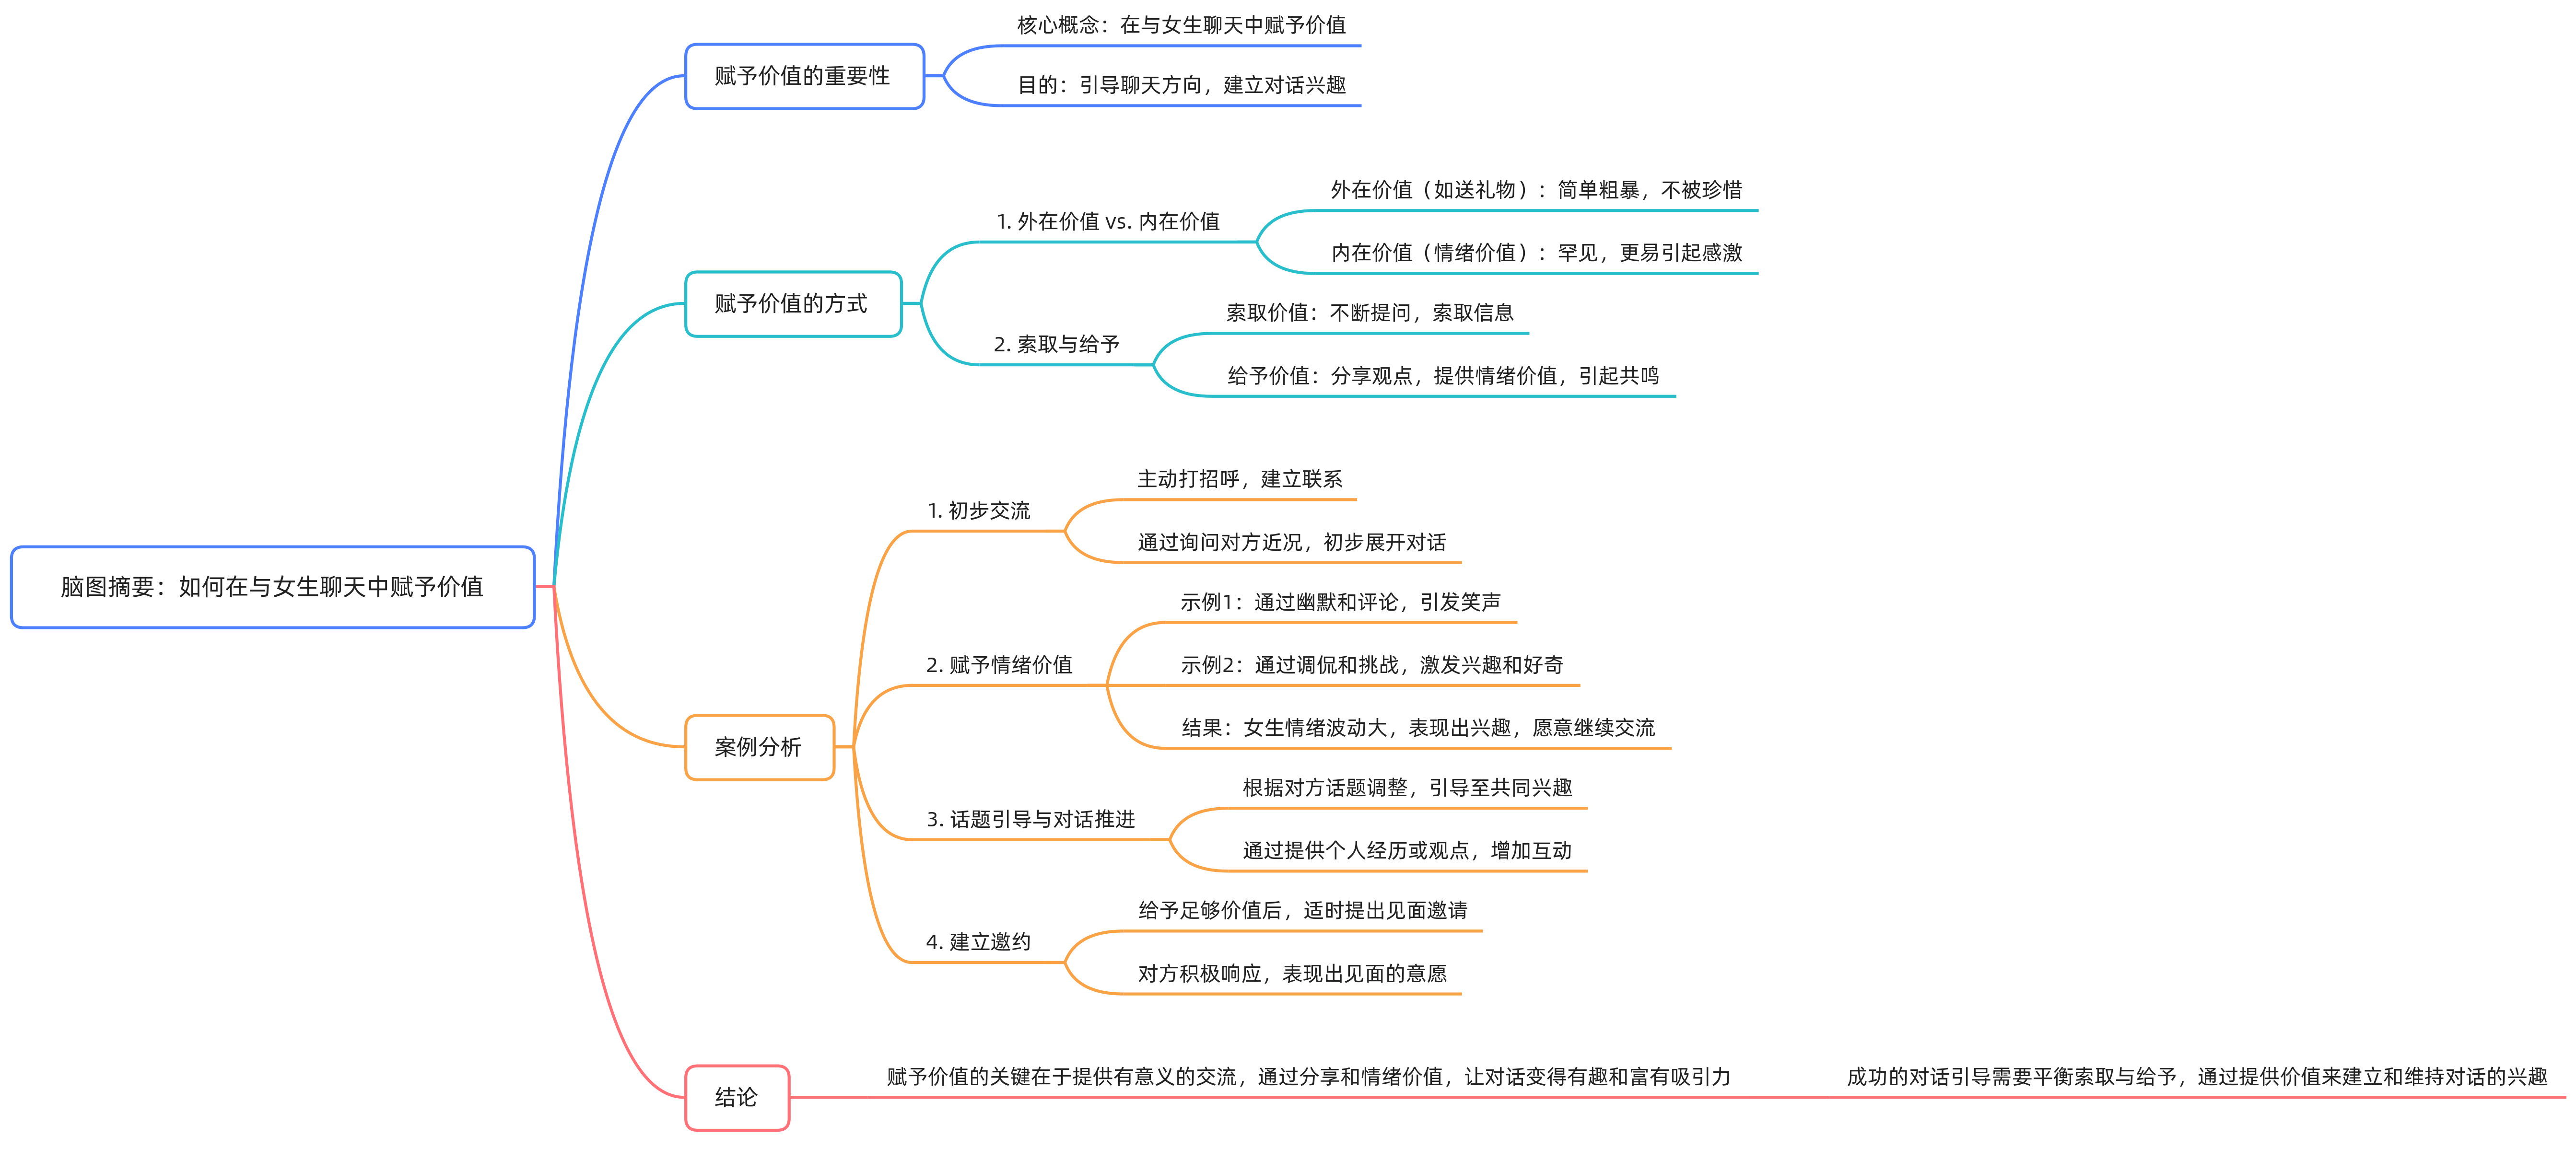 脑图摘要：如何在与女生聊天中赋予价值
赋予价值的重要性
核心概念：在与女生聊天中赋予价值
目的：引导聊天方向，建立对话兴趣
赋予价值的方式
1. 外在价值 vs. 内在价值
外在价值（如送礼物）：简单粗暴，不被珍惜
内在价值（情绪价值）：罕见，更易引起感激
2. 索取与给予
索取价值：不断提问，索取信息
给予价值：分享观点，提供情绪价值，引起共鸣
案例分析
1. 初步交流
主动打招呼，建立联系
通过询问对方近况，初步展开对话
2. 赋予情绪价值
示例1：通过幽默和评论，引发笑声
示例2：通过调侃和挑战，激发兴趣和好奇
结果：女生情绪波动大，表现出兴趣，愿意继续交流
3. 话题引导与对话推进
根据对方话题调整，引导至共同兴趣
通过提供个人经历或观点，增加互动
4. 建立邀约
给予足够价值后，适时提出见面邀请
对方积极响应，表现出见面的意愿
结论
赋予价值的关键在于提供有意义的交流，通过分享和情绪价值，让对话变得有趣和富有吸引力
成功的对话引导需要平衡索取与给予，通过提供价值来建立和维持对话的兴趣